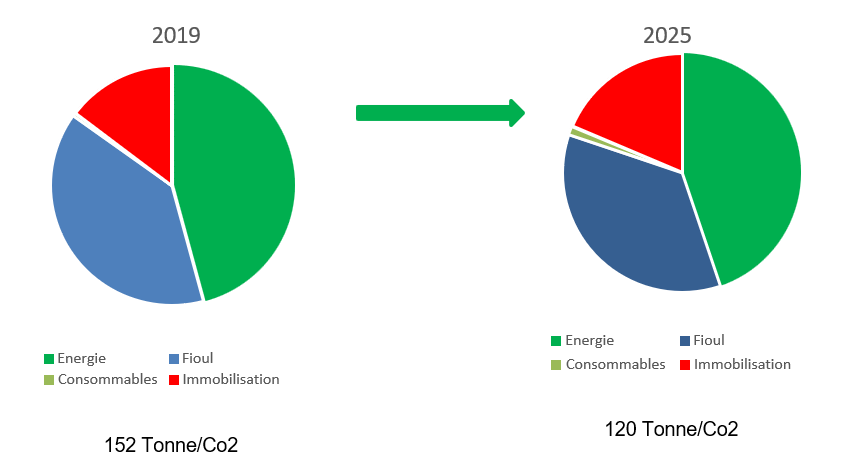 2019
Energie
Fioul
Consommables
Immobilisation
152 Tonne/Co2
2025
Energie
Fioul
Consommables
Immobilisation
120 Tonne/Co2